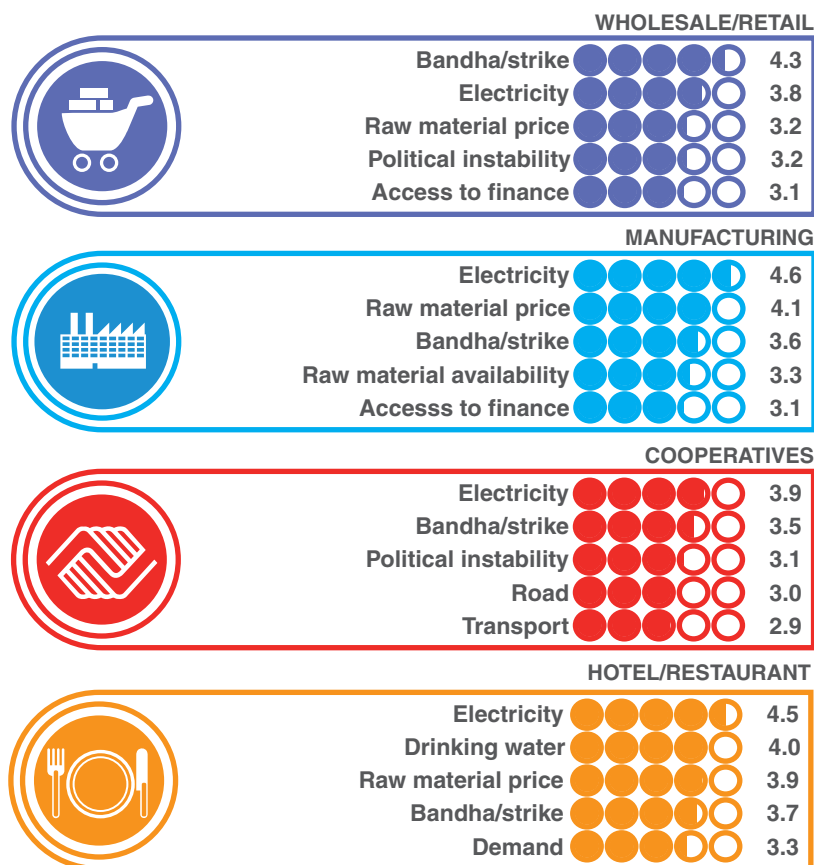 WHOLESALE/RETAIL
Bandha/strike 4.3
Electricity 3.8
Raw material price 3.2
Political instability 3.2
Access to finance 3.1
MANUFACTURING
Electricity 4.6
Raw material price 4.1
Bandha/strike 3.6
Raw material availability 3.3
Accesss to finance 3.1
COOPERATIVES
Electricity 3.9
Bandha/strike 3.5
Political instability 3.1
Road 3.0
Transport 2.9
HOTEL/RESTAURANT
Electricity 4.5
Drinking water 4.0
Raw material price 3.9
Bandha/strike 3.7
Demand 3.3